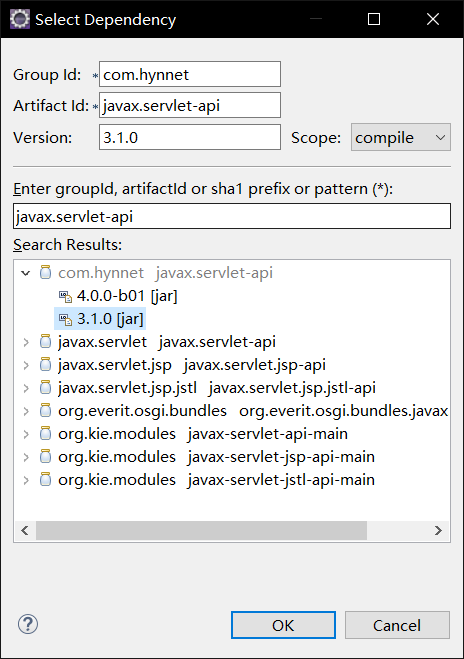 Select Dependency
Group Id: * com.hynnet
Artifact Id: * javax.servlet-api
Version: 3.1.0 Scope: compile
Enter groupId, artifactId or sha1 prefix or pattern (*):
javax.servlet-api
Search Results:
com.hynnet javax.servlet-api
4.0.0-b01 [jar]
3.1.0 [jar]
javax.servlet javax.servlet-api
javax.servlet.jsp javax.servlet.jsp-api
javax.servlet.jsp.jstl javax.servlet.jsp.jstl-api
org.everit.osgi.bundles org.everit.osgi.bundles.javax
org.kie.modules javax-servlet-api-main
org.kie.modules javax-servlet-jsp-api-main
org.kie.modules javax-servlet-jstl-api-main
? OK Cancel